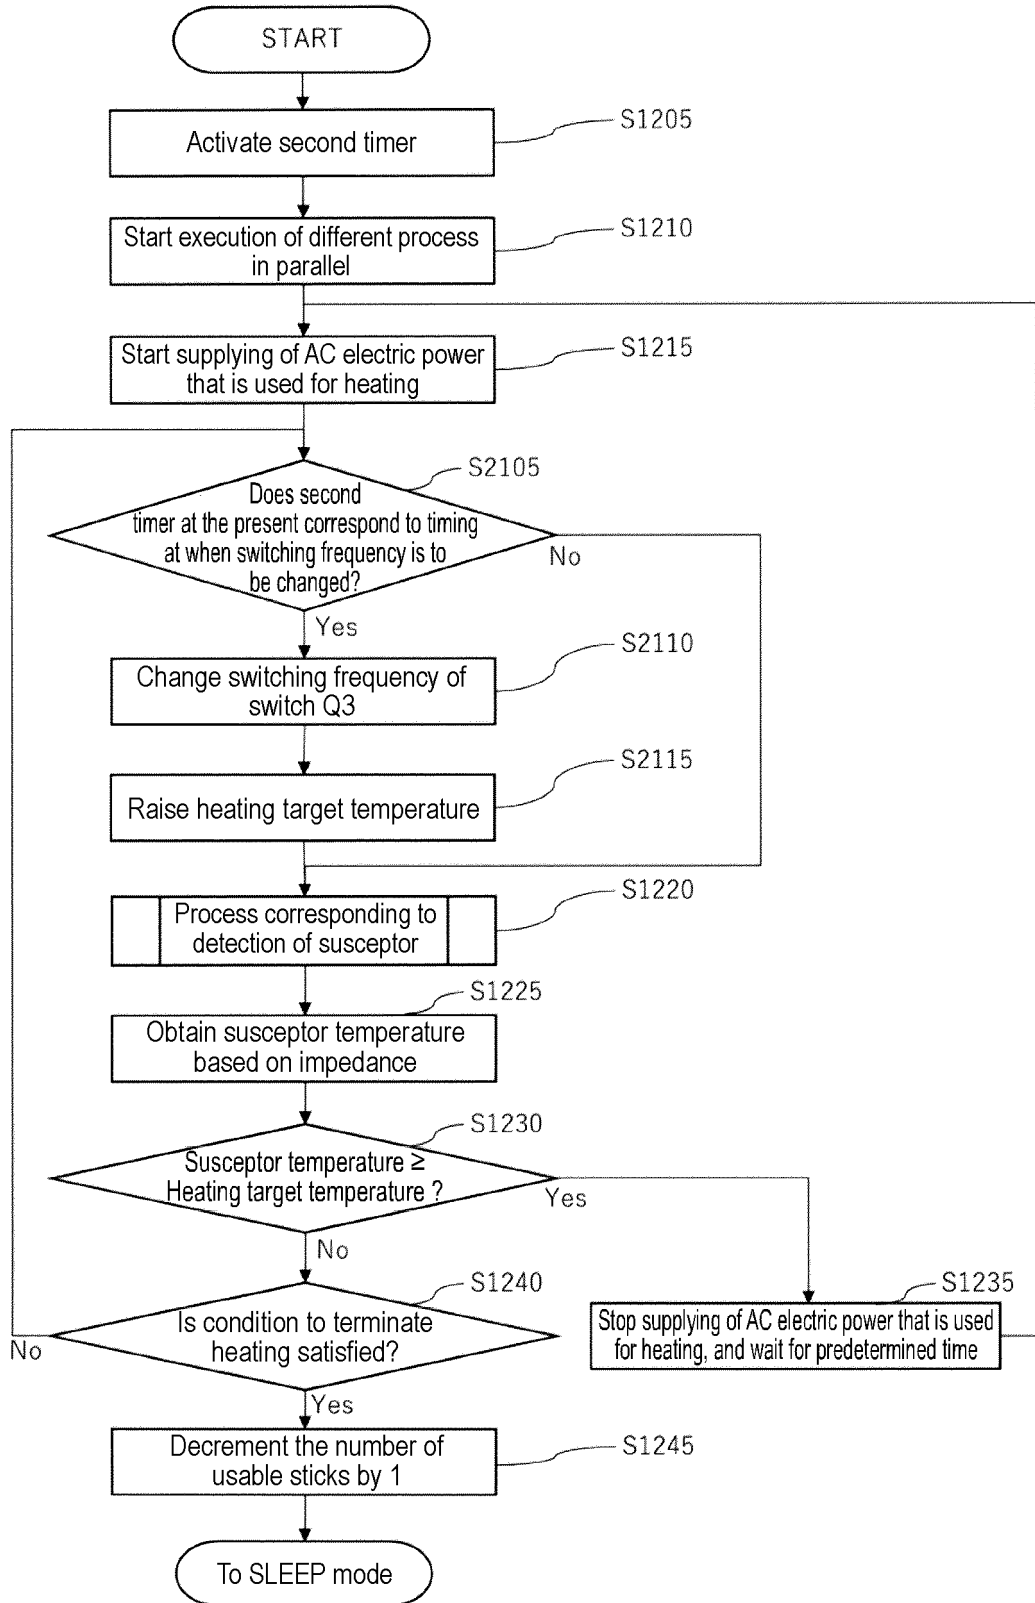 START
Activate second timer
S1205
Start execution of different process
in parallel
S1210
Start supplying of AC electric power
that is used for heating
S1215
Does second
timer at the present correspond to timing
at when switching frequency is to
be changed?
S2105
No
Yes
Change switching frequency of
switch Q3
S2110
Raise heating target temperature
S2115
Process corresponding to
detection of susceptor
S1220
Obtain susceptor temperature
based on impedance
S1225
Susceptor temperature ≥
Heating target temperature ?
S1230
Yes
No
Is condition to terminate
heating satisfied?
S1240
No
Yes
Stop supplying of AC electric power that is used
for heating, and wait for predetermined time
S1235
Decrement the number of
usable sticks by 1
S1245
To SLEEP mode